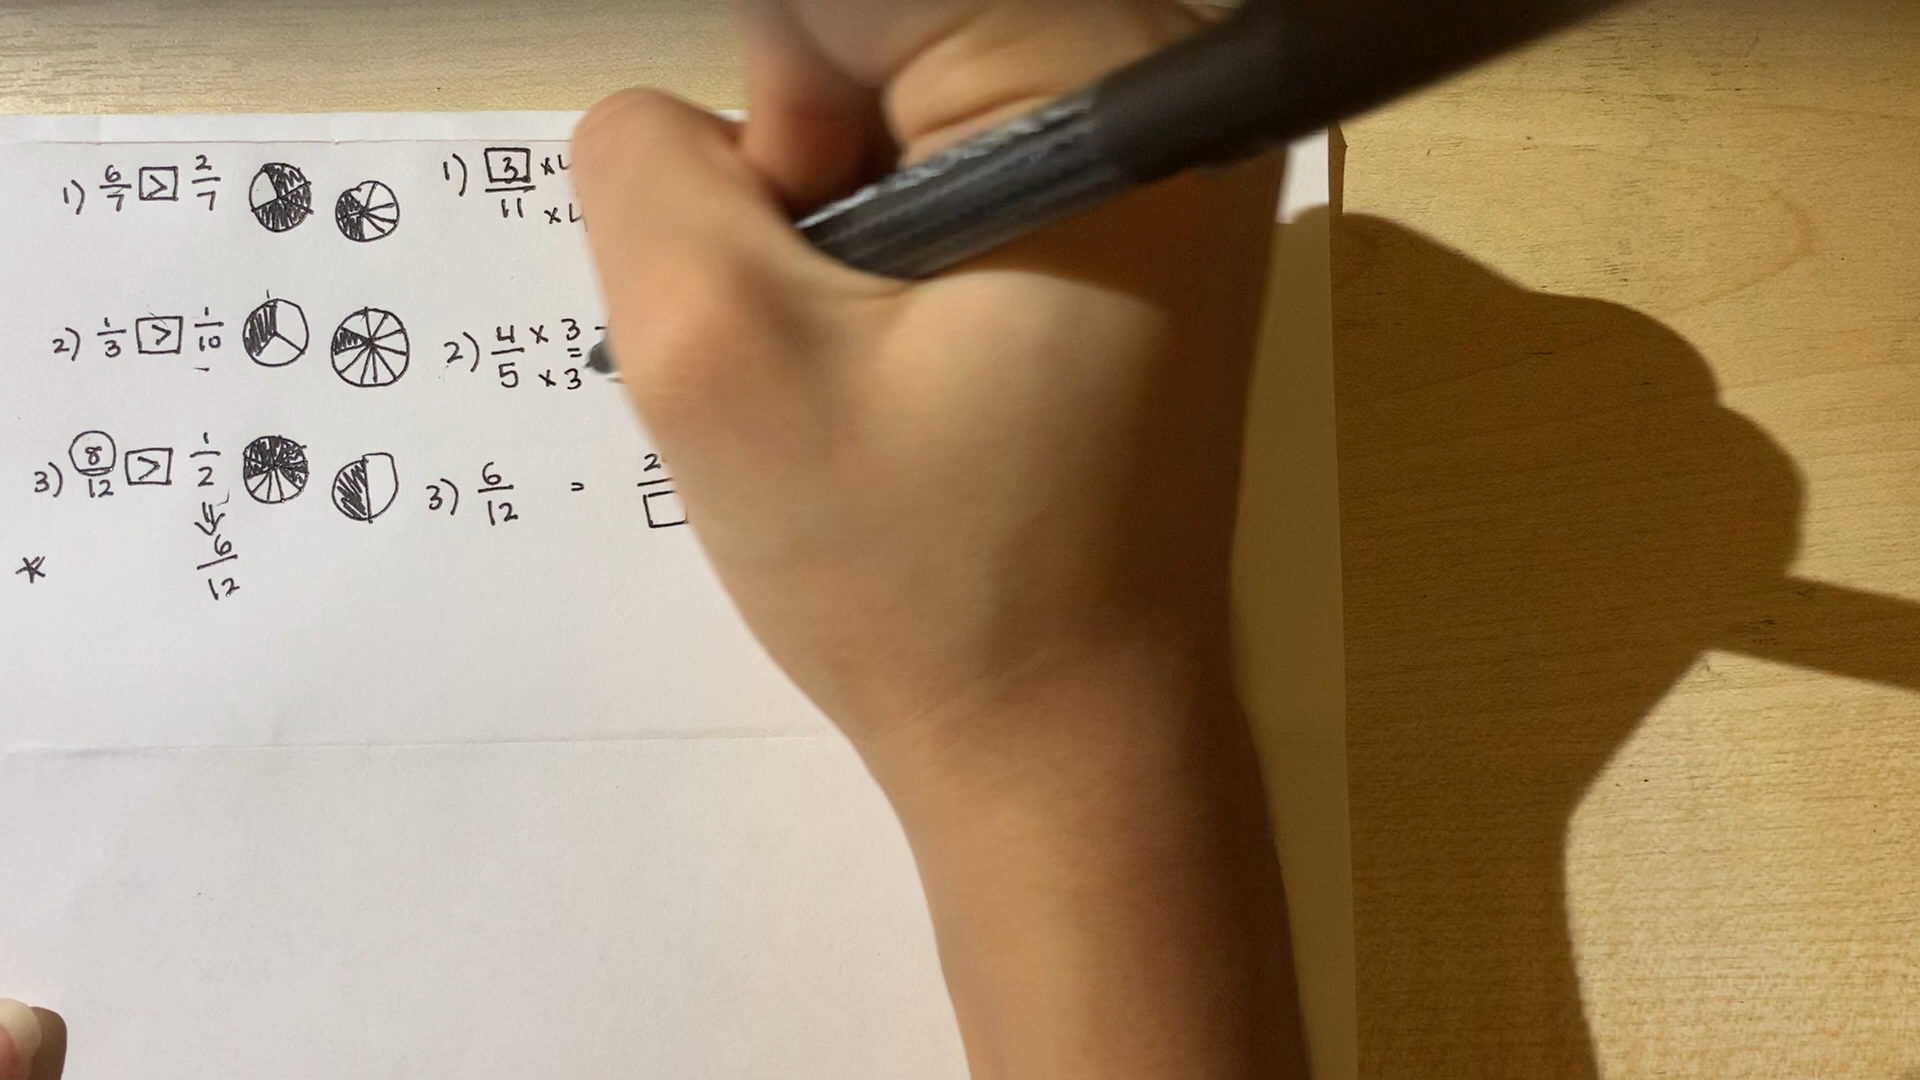 1) 6/7 > 2/7
2) 1/3 > 1/10
3) 8/12 > 1/2
6/12
*
1) 3/11 ×4 ×4
2) 4/5 × 3 = × 3
3) 6/12 = 2